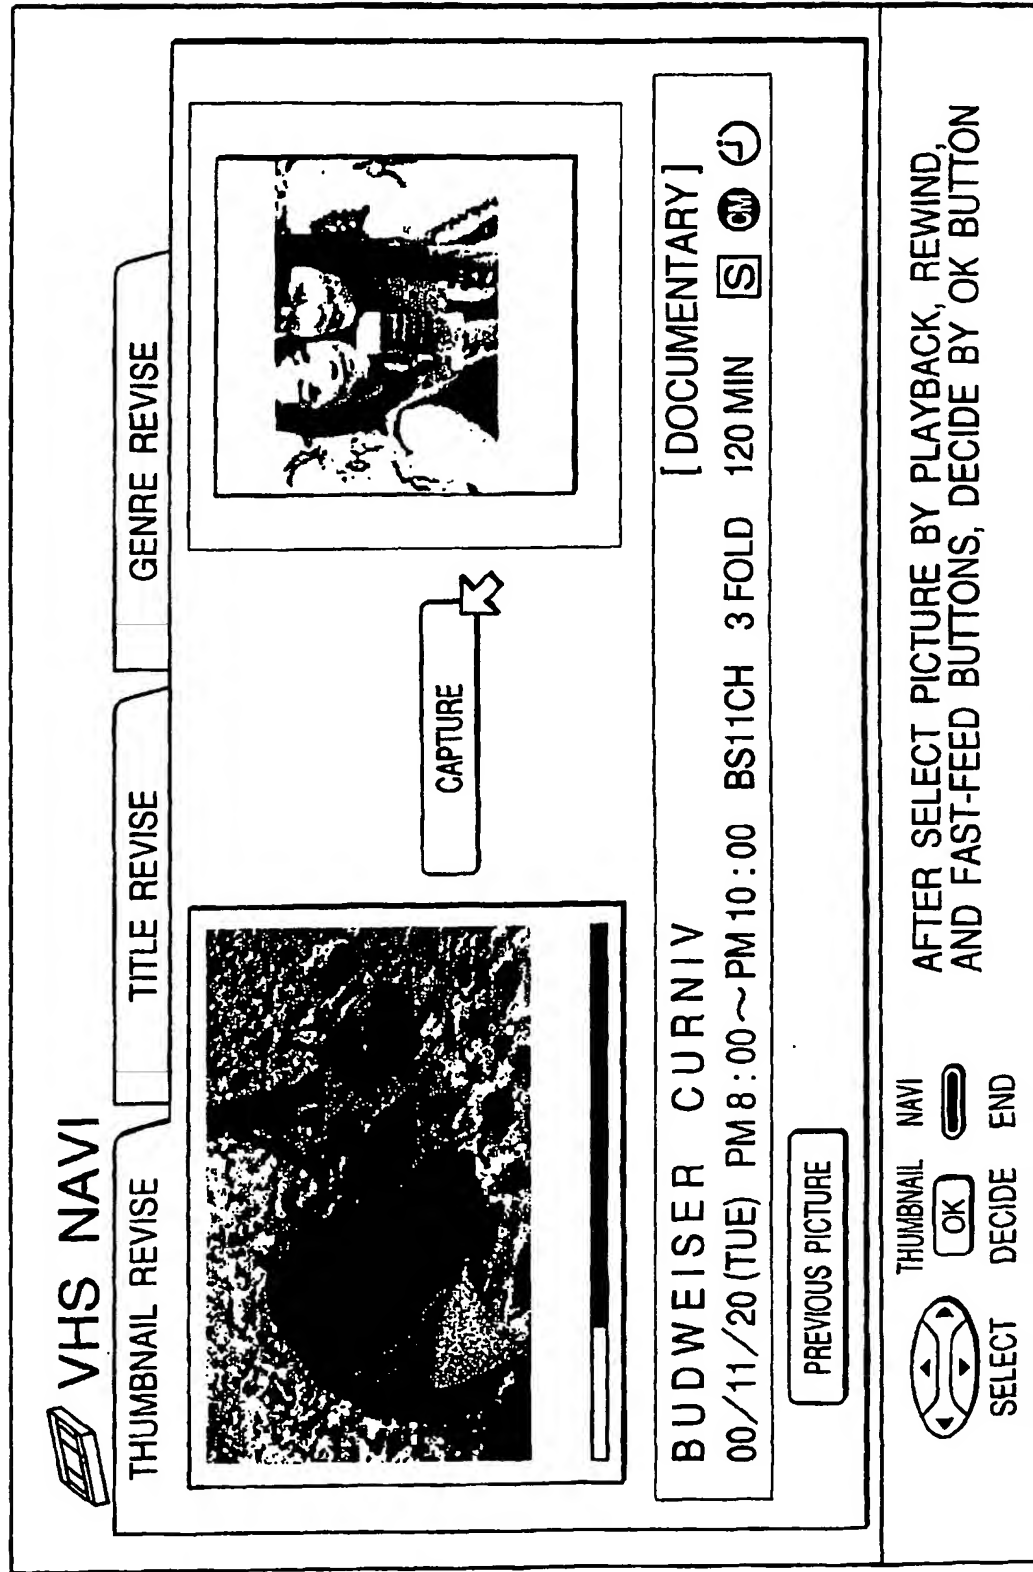 VHS NAVI
THUMBNAIL REVISE
TITLE REVISE
GENRE REVISE
CAPTURE
BUDWEISER CURNIV [DOCUMENTARY]
00/11/20 (TUE) PM 8:00~PM 10:00 BS11CH 3 FOLD 120 MIN S CM
PREVIOUS PICTURE
THUMBNAIL NAVI
OK
SELECT DECIDE END
AFTER SELECT PICTURE BY PLAYBACK, REWIND,
AND FAST-FEED BUTTONS, DECIDE BY OK BUTTON